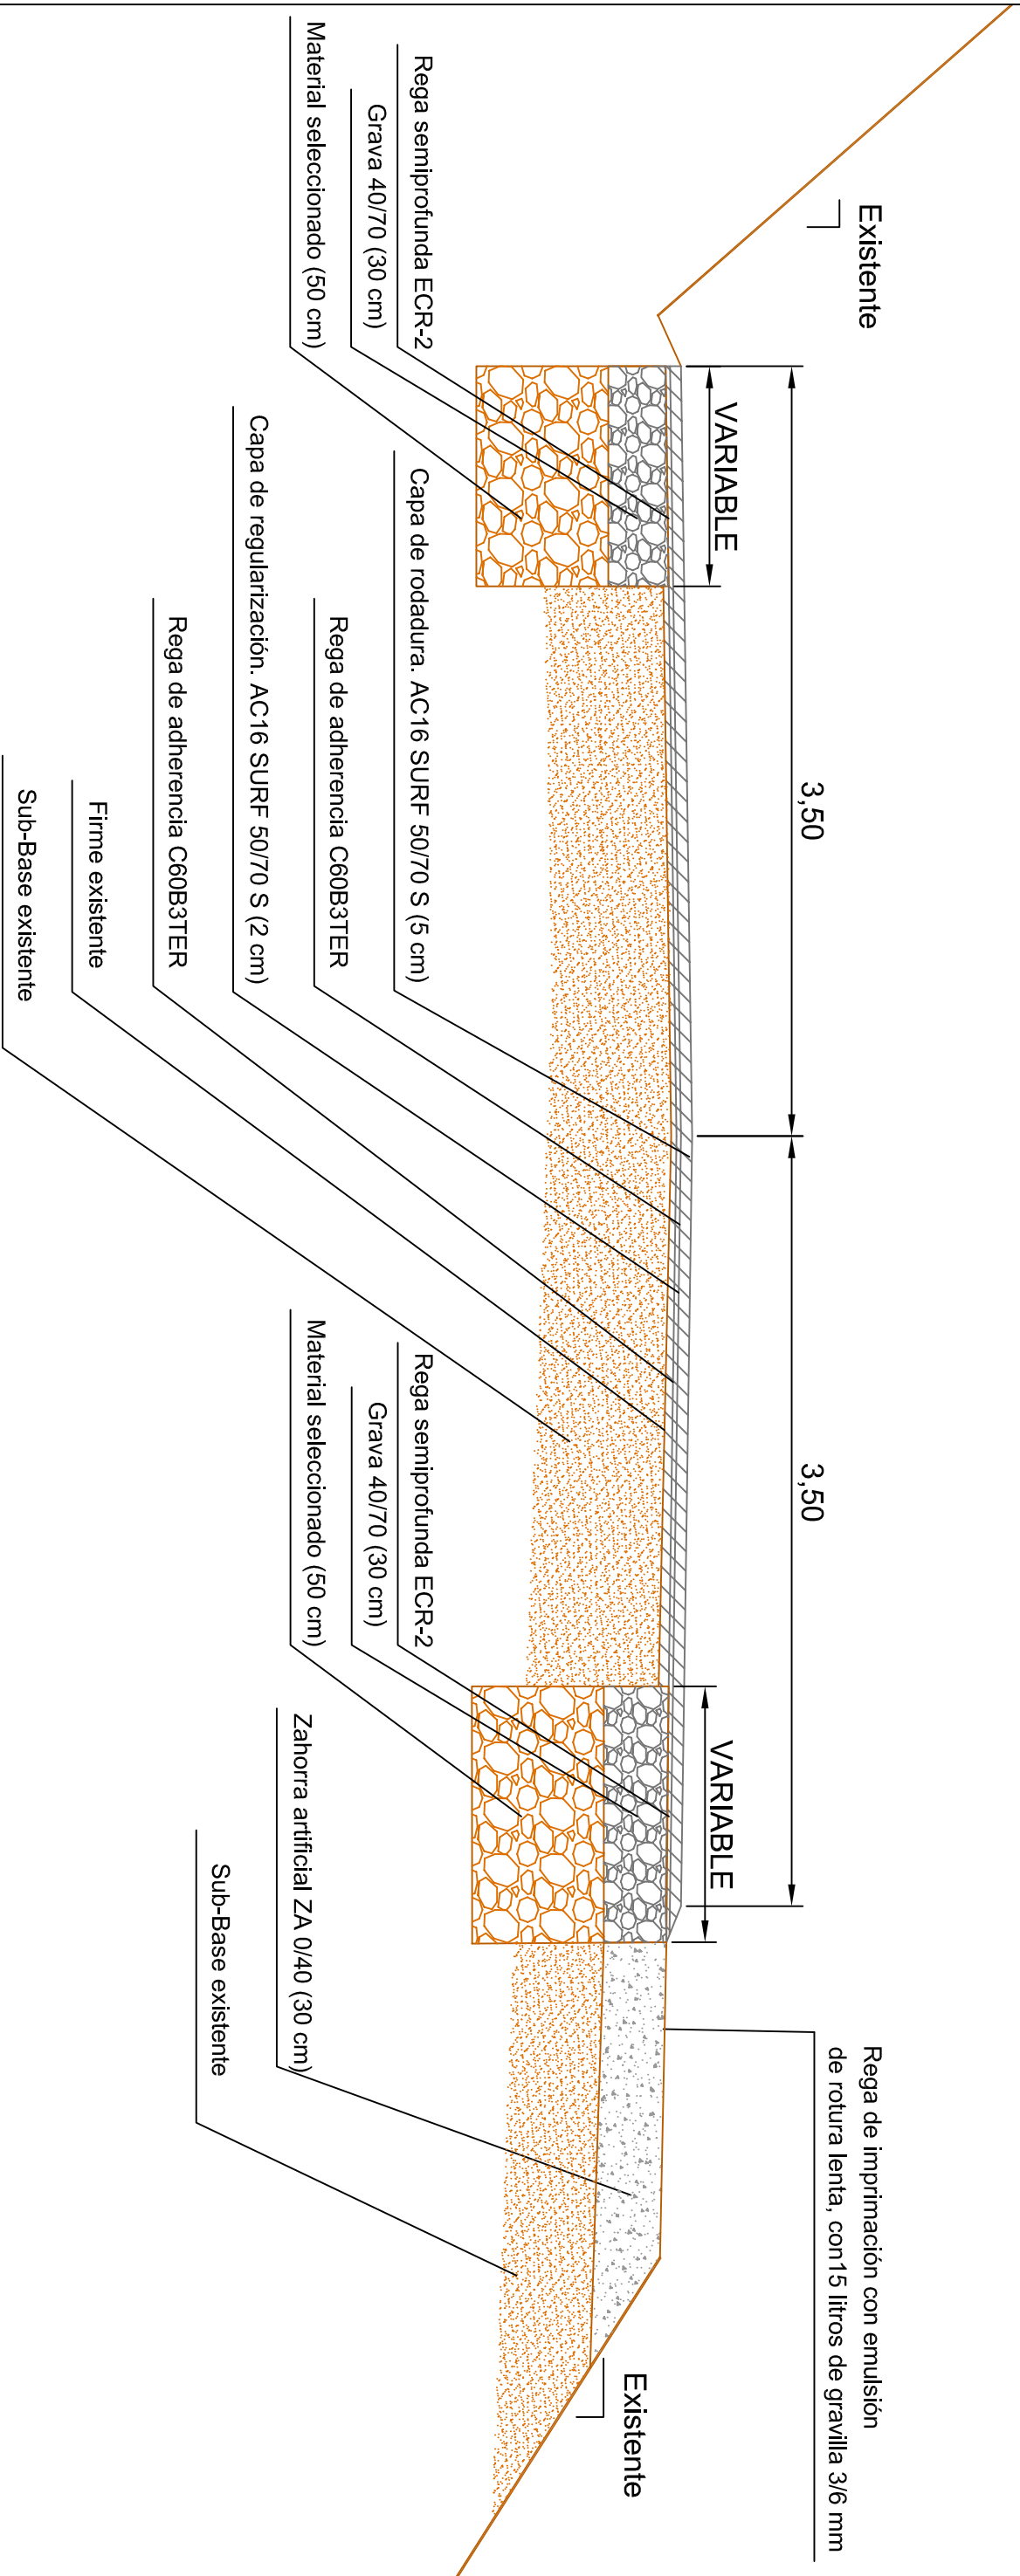 Existente
3,50
3,50
VARIABLE
VARIABLE
Rega de imprimación con emulsión
de rotura lenta, con15 litros de gravilla 3/6 mm
Existente
Rega semiprofunda ECR-2
Grava 40/70 (30 cm)
Material seleccionado (50 cm)
Capa de rodadura. AC16 SURF 50/70 S (5 cm)
Rega de adherencia C60B3TER
Capa de regularización. AC16 SURF 50/70 S (2 cm)
Rega de adherencia C60B3TER
Firme existente
Sub-Base existente
Rega semiprofunda ECR-2
Grava 40/70 (30 cm)
Material seleccionado (50 cm)
Zahorra artificial ZA 0/40 (30 cm)
Sub-Base existente